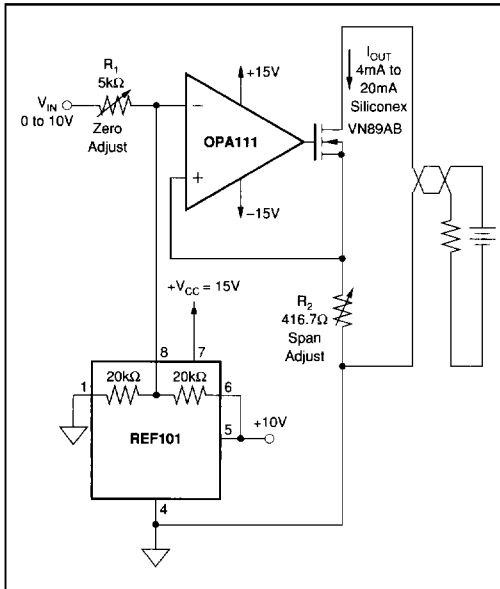 R1
5kΩ
VIN
0 to 10V
Zero
Adjust
−
+
OPA111
+15V
−15V
IOUT
4mA to
20mA
Siliconex
VN89AB
R2
416.7Ω
Span
Adjust
+VCC = 15V
8
7
1
20kΩ
20kΩ
6
5
+10V
REF101
4